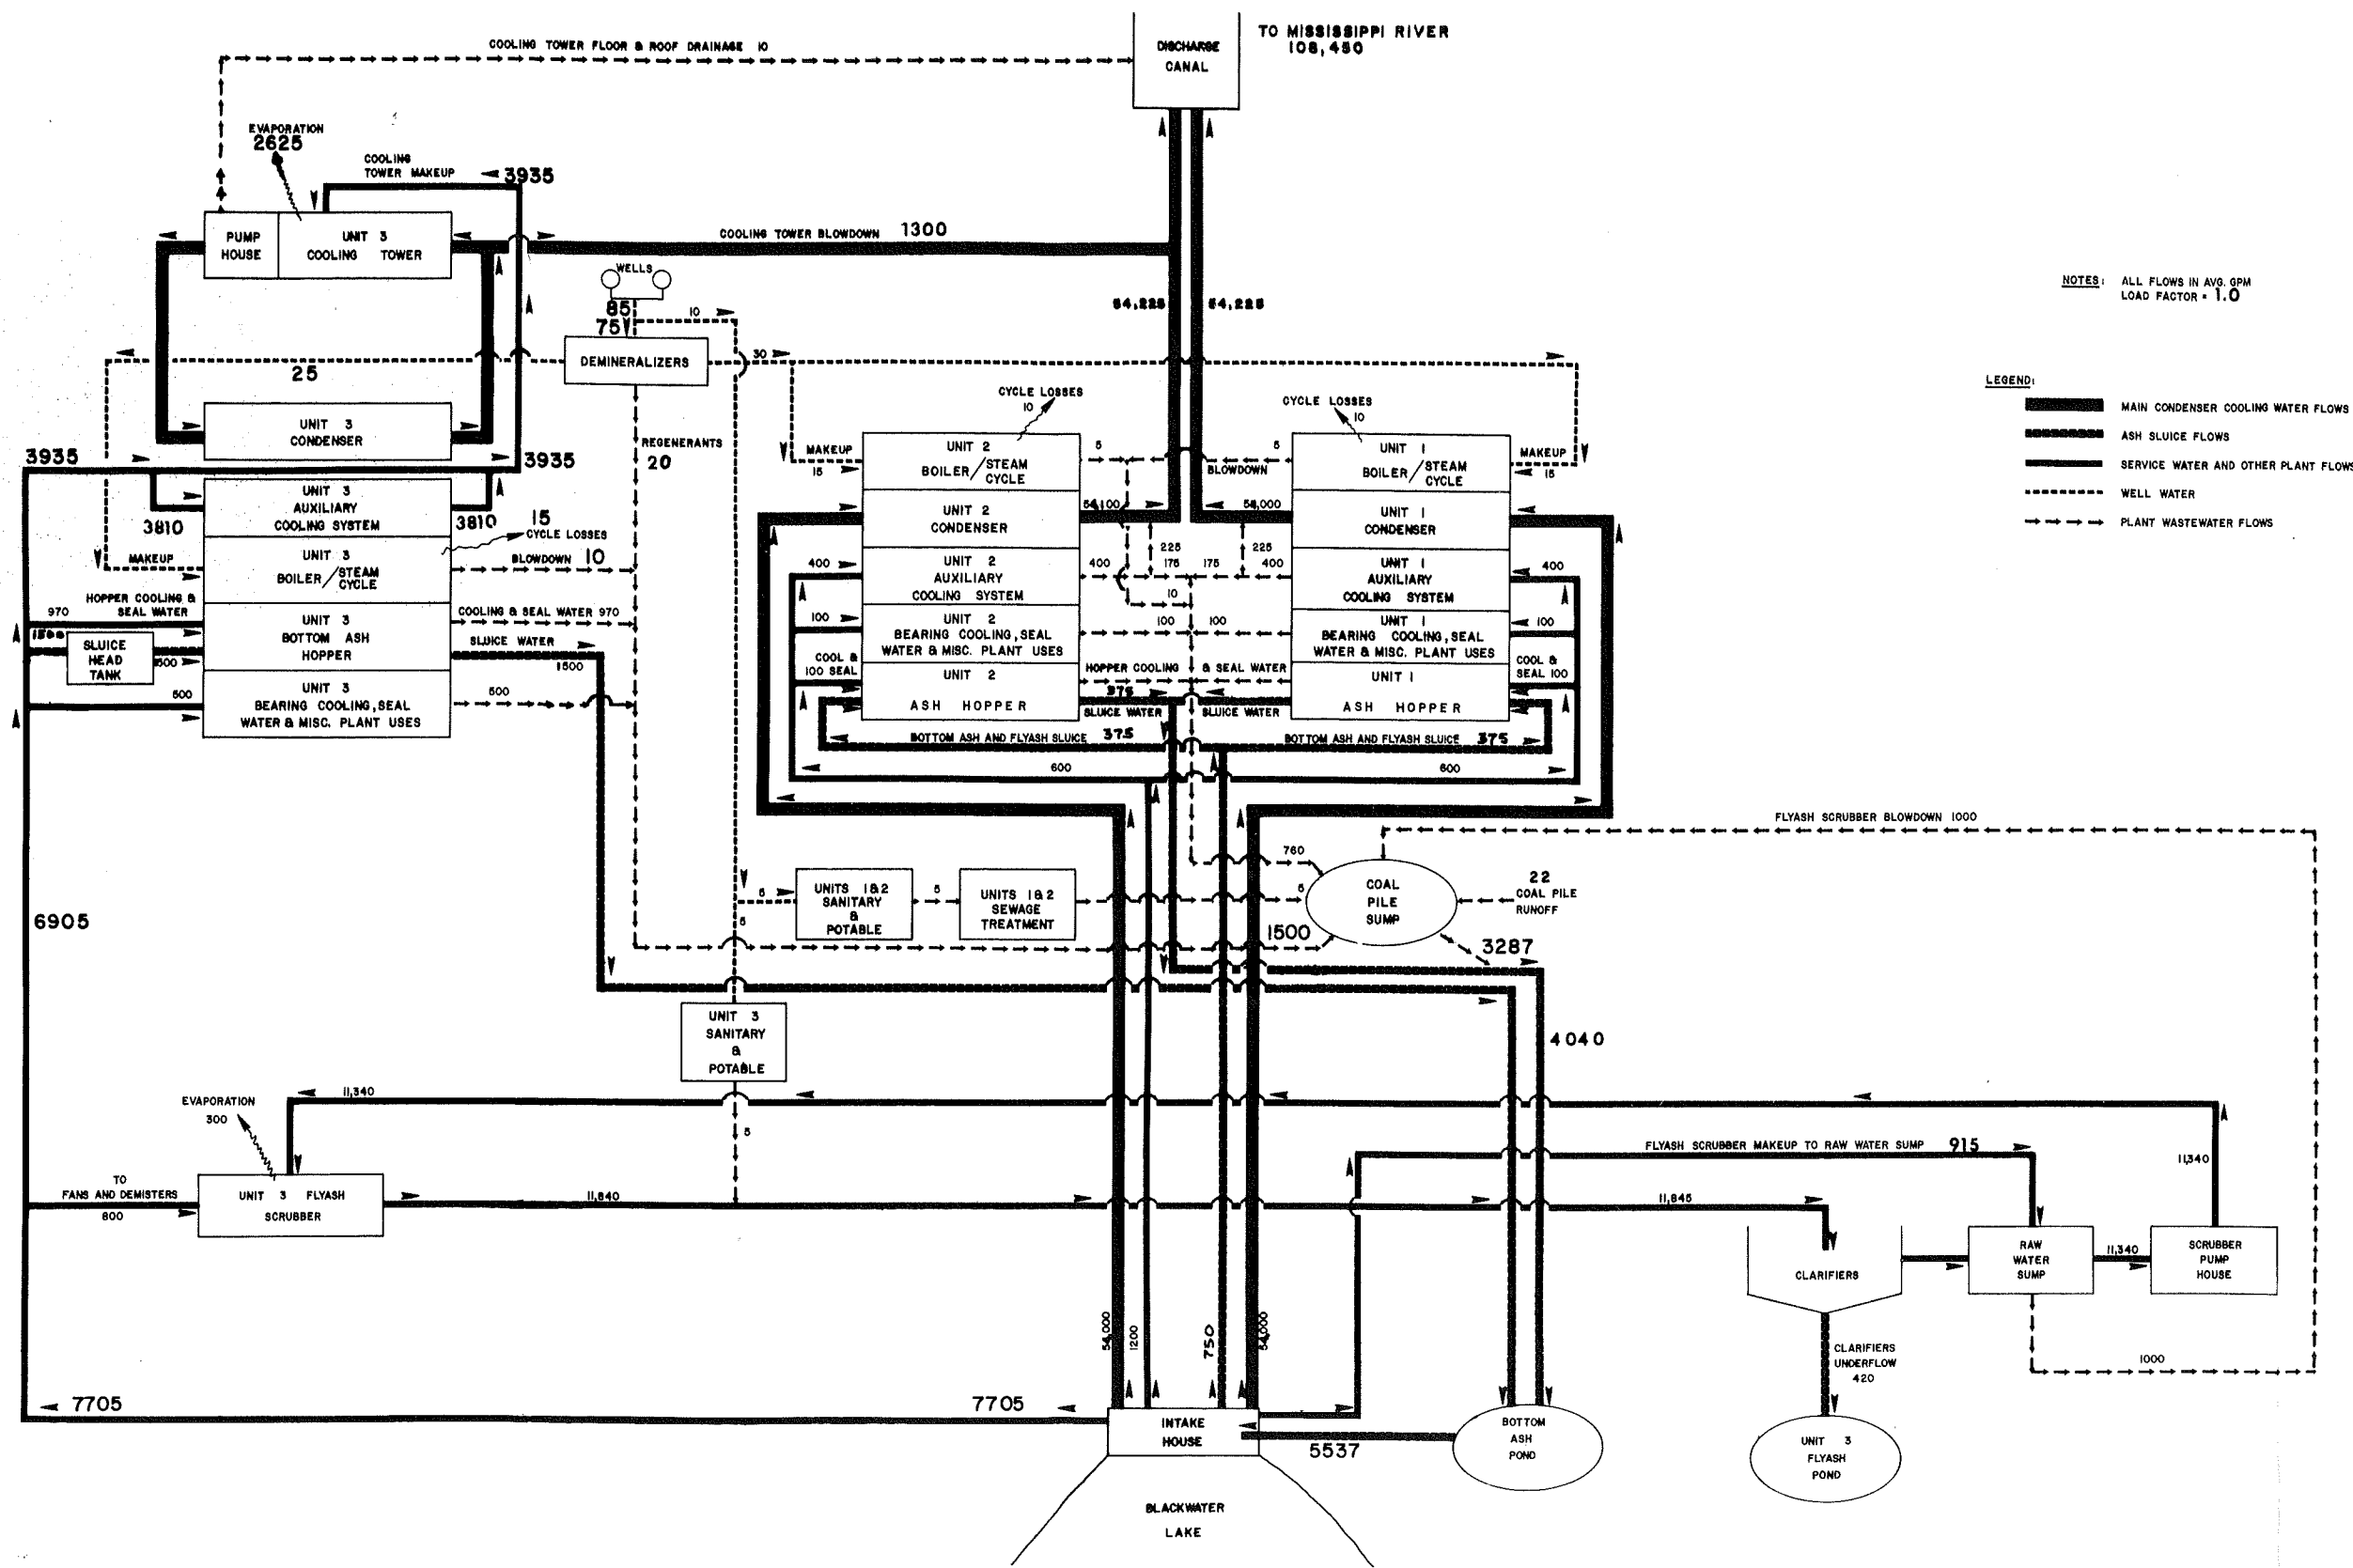 COOLING TOWER FLOOR & ROOF DRAINAGE 10
DISCHARGE
CANAL
TO MISSISSIPPI RIVER
108,450
EVAPORATION
2625
COOLING
TOWER MAKEUP
3935
PUMP
HOUSE
UNIT 3
COOLING TOWER
COOLING TOWER BLOWDOWN 1300
WELLS
85
75
10
DEMINERALIZERS
30
25
54,225
54,225
NOTES: ALL FLOWS IN AVG. GPM
LOAD FACTOR = 1.0
LEGEND:
MAIN CONDENSER COOLING WATER FLOWS
ASH SLUICE FLOWS
SERVICE WATER AND OTHER PLANT FLOWS
WELL WATER
PLANT WASTEWATER FLOWS
UNIT 3
CONDENSER
REGENERANTS
20
3935
3935
UNIT 3
AUXILIARY
COOLING SYSTEM
3810
3810
15
CYCLE LOSSES
MAKEUP
UNIT 3
BOILER/STEAM
CYCLE
BLOWDOWN 10
HOPPER COOLING &
SEAL WATER
970
1500
SLUICE
HEAD
TANK
1500
UNIT 3
BOTTOM ASH
HOPPER
COOLING & SEAL WATER 970
SLUICE WATER
1500
500
UNIT 3
BEARING COOLING, SEAL
WATER & MISC. PLANT USES
500
CYCLE LOSSES
10
CYCLE LOSSES
10
MAKEUP
15
UNIT 2
BOILER/STEAM
CYCLE
5
5
BLOWDOWN
UNIT 1
BOILER/STEAM
CYCLE
MAKEUP
15
UNIT 2
CONDENSER
54,000
UNIT 1
CONDENSER
225
225
400
UNIT 2
AUXILIARY
COOLING SYSTEM
400
175
175
400
UNIT 1
AUXILIARY
COOLING SYSTEM
400
10
100
UNIT 2
BEARING COOLING, SEAL
WATER & MISC. PLANT USES
100
100
UNIT 1
BEARING COOLING, SEAL
WATER & MISC. PLANT USES
100
COOL &
100 SEAL
UNIT 2
ASH HOPPER
HOPPER COOLING & SEAL WATER
375
SLUICE WATER
SLUICE WATER
UNIT 1
ASH HOPPER
COOL &
SEAL 100
BOTTOM ASH AND FLYASH SLUICE 375
BOTTOM ASH AND FLYASH SLUICE 375
600
600
FLYASH SCRUBBER BLOWDOWN 1000
760
5
UNITS 1&2
SANITARY
&
POTABLE
5
UNITS 1&2
SEWAGE
TREATMENT
5
COAL
PILE
SUMP
22
COAL PILE
RUNOFF
5
1500
3287
6905
UNIT 3
SANITARY
&
POTABLE
4040
EVAPORATION
300
11,340
5
FLYASH SCRUBBER MAKEUP TO RAW WATER SUMP 915
11,340
TO
FANS AND DEMISTERS
800
UNIT 3 FLYASH
SCRUBBER
11,840
11,845
CLARIFIERS
RAW
WATER
SUMP
11,340
SCRUBBER
PUMP
HOUSE
54,000
1200
750
54,000
CLARIFIERS
UNDERFLOW
420
1000
7705
7705
INTAKE
HOUSE
5537
BOTTOM
ASH
POND
UNIT 3
FLYASH
POND
BLACKWATER
LAKE